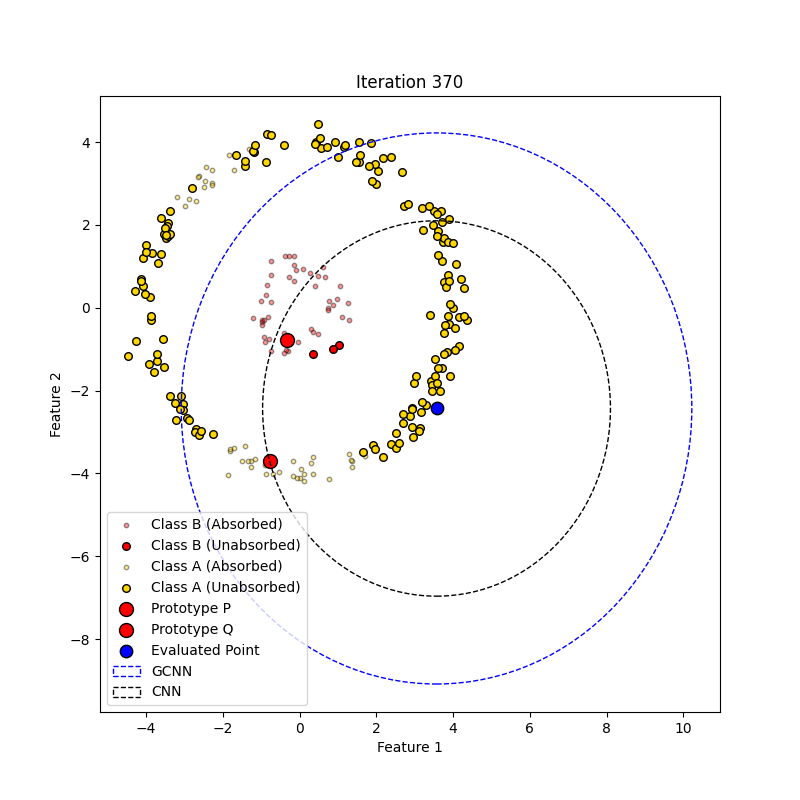 Iteration 370
4
2
0
−2
−4
−6
−8
Feature 2
Class B (Absorbed)
Class B (Unabsorbed)
Class A (Absorbed)
Class A (Unabsorbed)
Prototype P
Prototype Q
Evaluated Point
GCNN
CNN
−4 −2 0 2 4 6 8 10
Feature 1